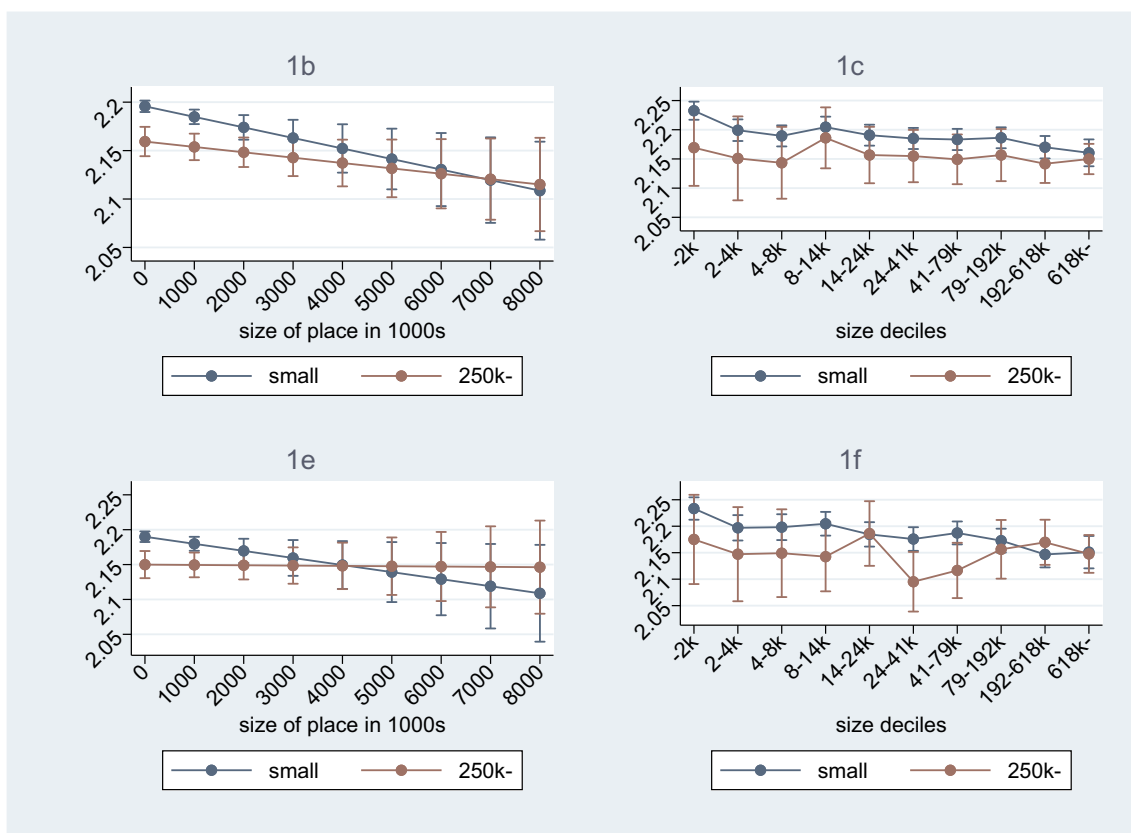 1b
2.2
2.15
2.1
2.05
0 1000 2000 3000 4000 5000 6000 7000 8000
size of place in 1000s
small 250k-
1c
2.25
2.2
2.15
2.1
2.05
-2k 2-4k 4-8k 8-14k 14-24k 24-41k 41-79k 79-192k 192-618k 618k-
size deciles
small 250k-
1e
2.25
2.2
2.15
2.1
2.05
0 1000 2000 3000 4000 5000 6000 7000 8000
size of place in 1000s
small 250k-
1f
2.25
2.2
2.15
2.1
2.05
-2k 2-4k 4-8k 8-14k 14-24k 24-41k 41-79k 79-192k 192-618k 618k-
size deciles
small 250k-